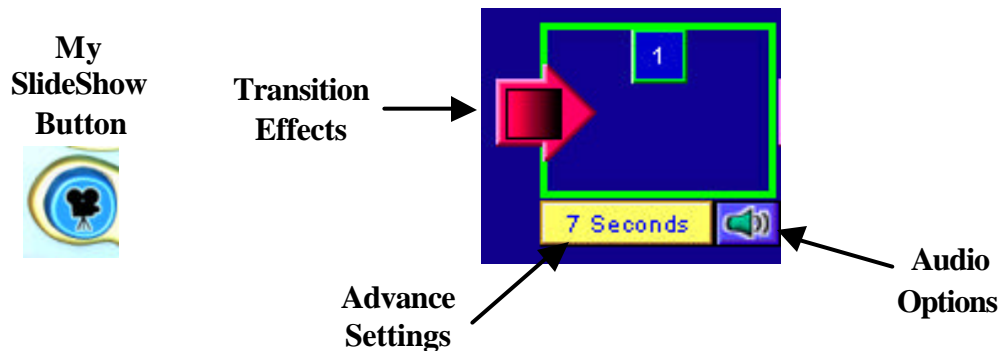 My
SlideShow
Button
Transition
Effects
1
7 Seconds
Advance
Settings
Audio
Options